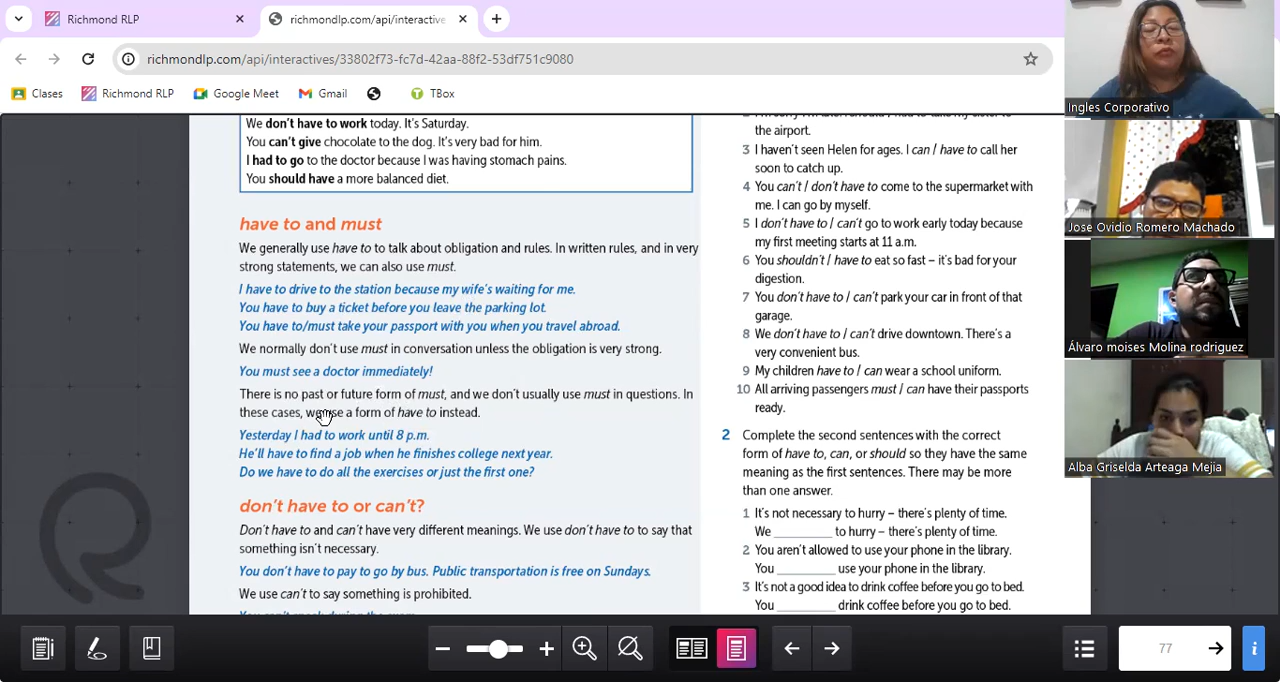 Richmond RLP
richmondlp.com/api/interactive
richmondlp.com/api/interactives/33802f73-fc7d-42aa-88f2-53df751c9080
Clases
Richmond RLP
Google Meet
Gmail
TBox
We don't have to work today. It's Saturday.
You can't give chocolate to the dog. It's very bad for him.
I had to go to the doctor because I was having stomach pains.
You should have a more balanced diet.
have to and must
We generally use have to to talk about obligation and rules. In written rules, and in very
strong statements, we can also use must.
I have to drive to the station because my wife's waiting for me.
You have to buy a ticket before you leave the parking lot.
You have to/must take your passport with you when you travel abroad.
We normally don't use must in conversation unless the obligation is very strong.
You must see a doctor immediately!
There is no past or future form of must, and we don't usually use must in questions. In
these cases, we use a form of have to instead.
Yesterday I had to work until 8 p.m.
He'll have to find a job when he finishes college next year.
Do we have to do all the exercises or just the first one?
don't have to or can't?
Don't have to and can't have very different meanings. We use don't have to to say that
something isn't necessary.
You don't have to pay to go by bus. Public transportation is free on Sundays.
We use can't to say something is prohibited.
the airport.
3 I haven't seen Helen for ages. I can / have to call her
soon to catch up.
4 You can't / don't have to come to the supermarket with
me. I can go by myself.
5 I don't have to / can't go to work early today because
my first meeting starts at 11 a.m.
6 You shouldn't / have to eat so fast – it's bad for your
digestion.
7 You don't have to / can't park your car in front of that
garage.
8 We don't have to / can't drive downtown. There's a
very convenient bus.
9 My children have to / can wear a school uniform.
10 All arriving passengers must / can have their passports
ready.
2 Complete the second sentences with the correct
form of have to, can, or should so they have the same
meaning as the first sentences. There may be more
than one answer.
1 It's not necessary to hurry – there's plenty of time.
We __________ to hurry – there's plenty of time.
2 You aren't allowed to use your phone in the library.
You __________ use your phone in the library.
3 It's not a good idea to drink coffee before you go to bed.
You __________ drink coffee before you go to bed.
Ingles Corporativo
Jose Ovidio Romero Machado
Álvaro moises Molina rodriguez
Alba Griselda Arteaga Mejia
77